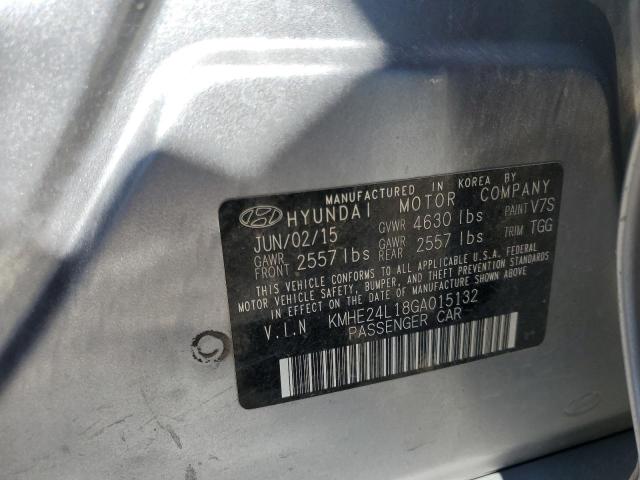 MANUFACTURED IN KOREA BY
HYUNDAI MOTOR COMPANY
JUN/02/15 GVWR 4630 lbs PAINT V7S
GAWR FRONT 2557 lbs GAWR REAR 2557 lbs TRIM TGG
THIS VEHICLE CONFORMS TO ALL APPLICABLE U.S.A. FEDERAL
MOTOR VEHICLE SAFETY, BUMPER, AND THEFT PREVENTION STANDARDS
IN EFFECT ON THE DATE OF MANUFACTURE SHOWN ABOVE.
V.I.N KMHE24L18GA015132
PASSENGER CAR